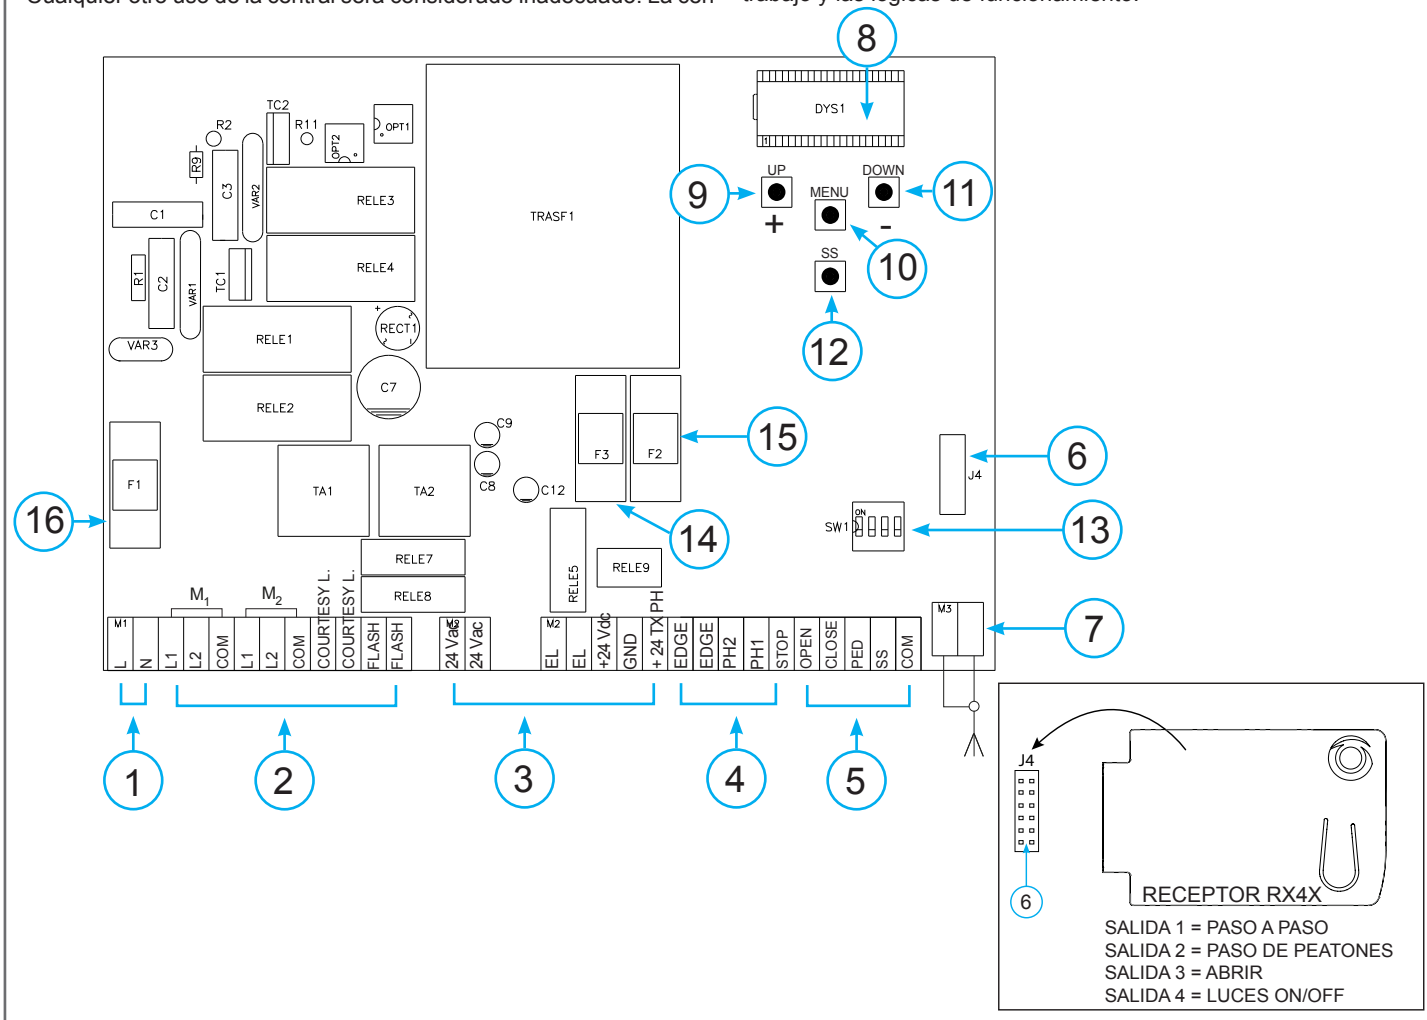 8
DYS1
1
TC2
R2
R11
OPT2
OPT1
R9
C3
VAR2
RELE3
TRASF1
UP
MENU
DOWN
9
11
+
-
C1
SS
10
R1
C2
VAR1
TC1
RELE4
+
RECT1
12
VAR3
RELE1
C7
RELE2
C9
C8
C12
F3
F2
15
6
J4
F1
TA1
TA2
16
14
ON
SW1
13
RELE7
RELE8
RELE5
RELE9
M1
M2
M1
L
N
L1
L2
COM
L1
L2
COM
COURTESY L.
COURTESY L.
FLASH
FLASH
24 Vac
24 Vac
M2
EL
EL
+24 Vdc
GND
+ 24 TX PH
EDGE
EDGE
PH2
PH1
STOP
OPEN
CLOSE
PED
SS
COM
M3
7
1
2
3
4
5
J4
6
RECEPTOR RX4X
SALIDA 1 = PASO A PASO
SALIDA 2 = PASO DE PEATONES
SALIDA 3 = ABRIR
SALIDA 4 = LUCES ON/OFF